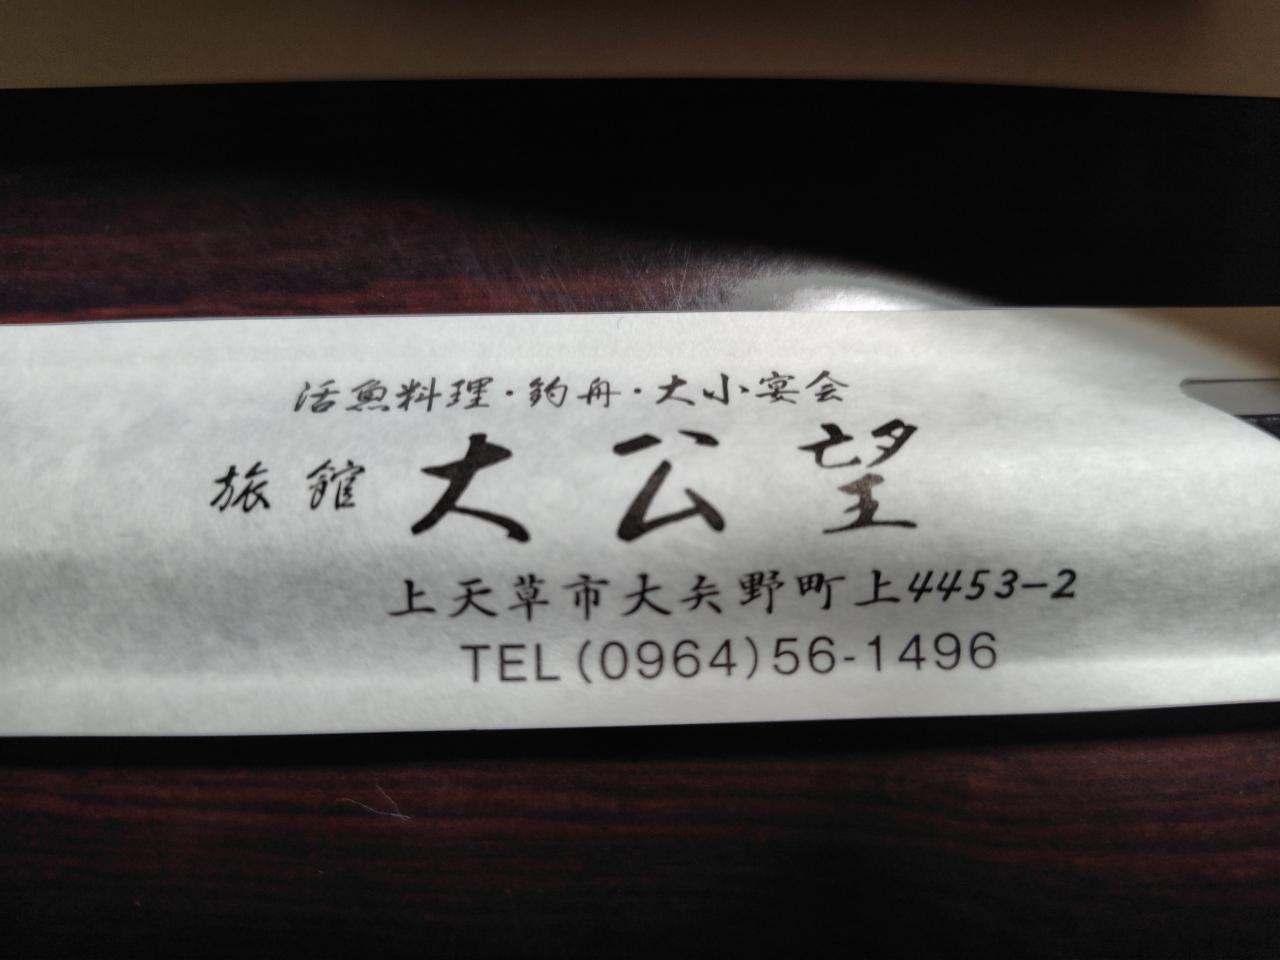 活魚料理・釣舟・大小宴会
旅館 大公望
上天草市大矢野町上4453-2
TEL(0964)56-1496